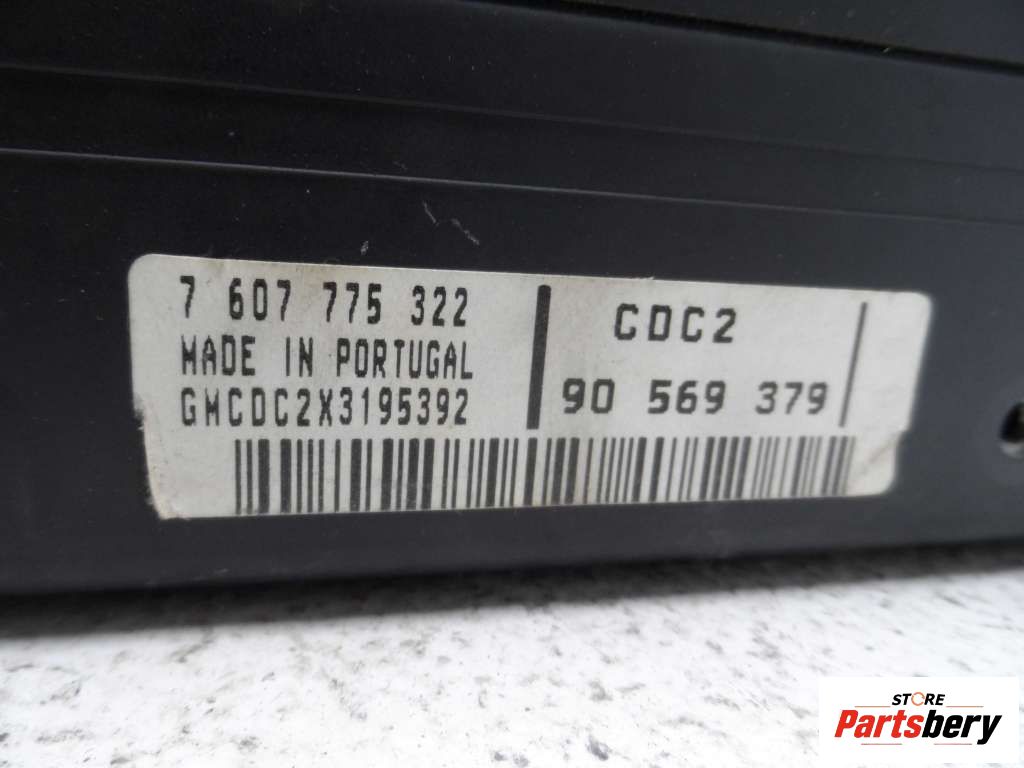 7 607 775 322
MADE IN PORTUGAL
GMCDC2X3195392
CDC2
90 569 379
STORE
Partsbery